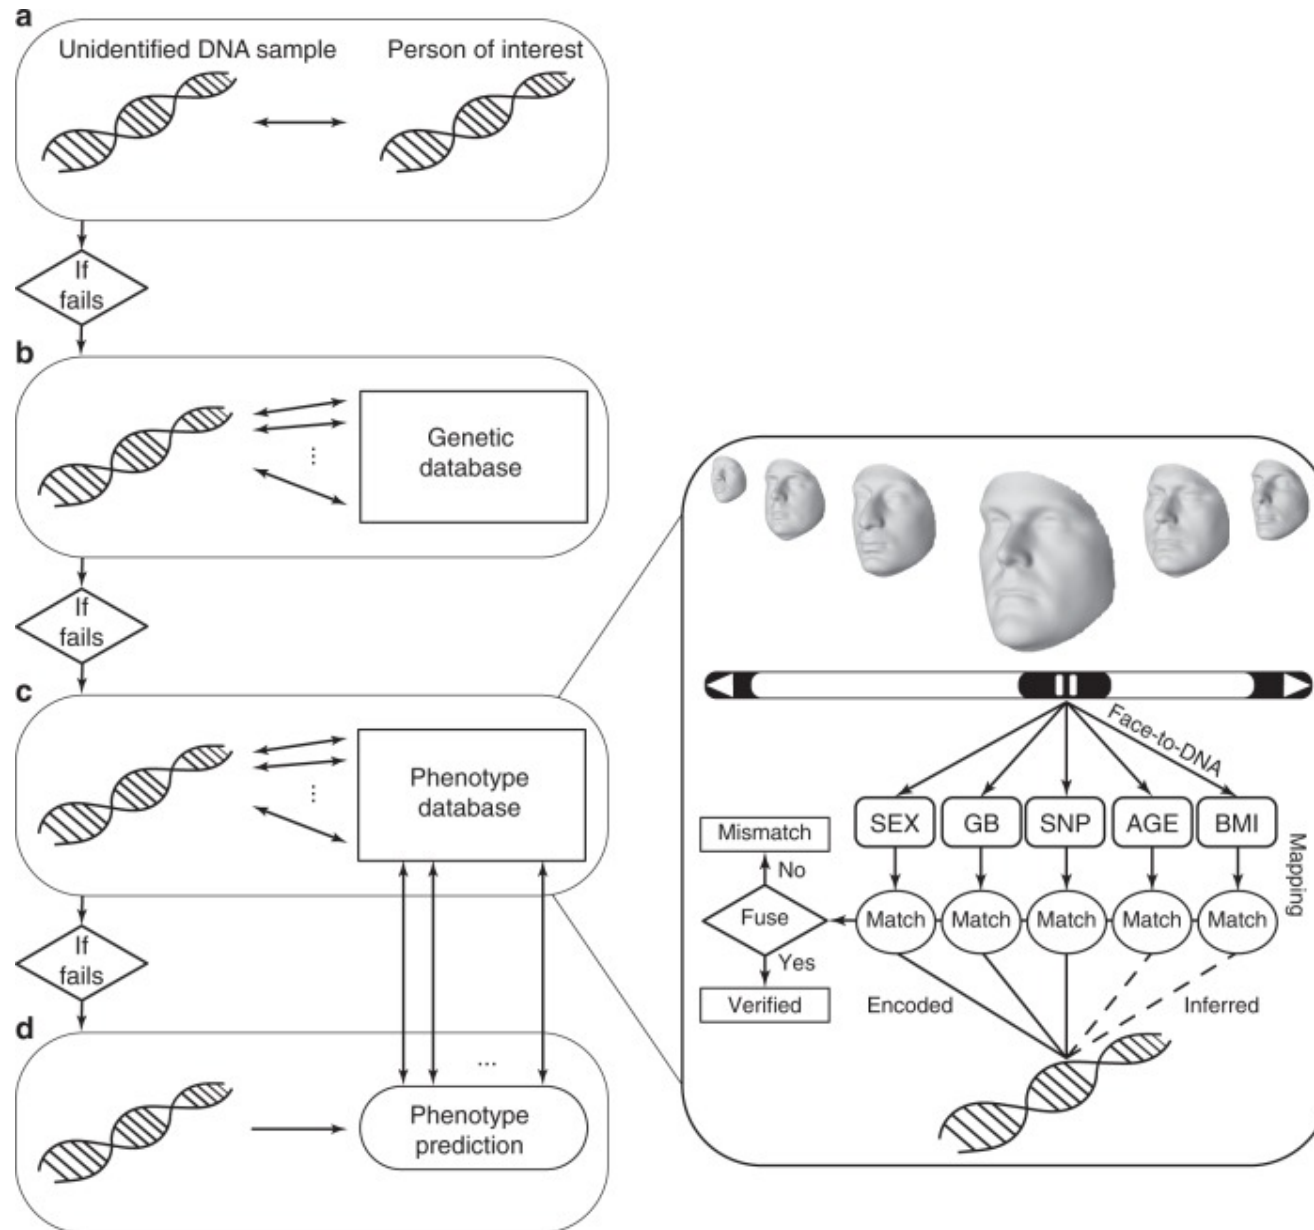 a
Unidentified DNA sample
Person of interest
If
fails
b
Genetic
database
If
fails
c
Phenotype
database
If
fails
d
Phenotype
prediction
Face-to-DNA
SEX
GB
SNP
AGE
BMI
Mapping
Mismatch
No
Fuse
Match
Match
Match
Match
Match
Yes
Verified
Encoded
Inferred